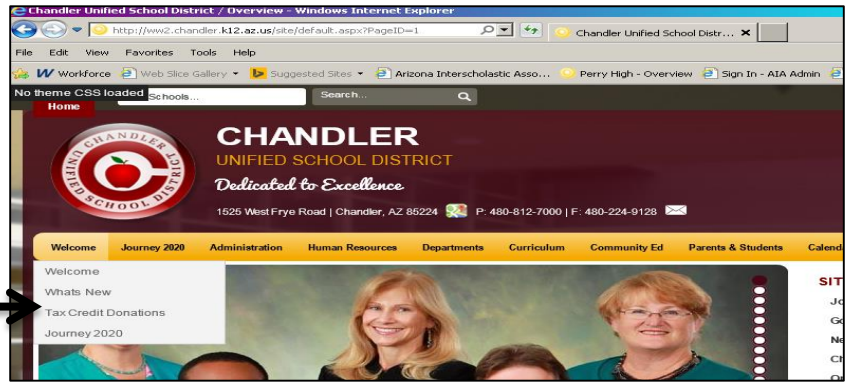 Chandler Unified School District / Overview - Windows Internet Explorer
http://ww2.chandler.k12.az.us/site/default.aspx?PageID=1
Chandler Unified School Distr...
File Edit View Favorites Tools Help
Workforce Web Slice Gallery Suggested Sites Arizona Interscholastic Asso... Perry High - Overview Sign In - AIA Admin
No theme CSS loaded
Schools... Search...
Home
CHANDLER
UNIFIED SCHOOL DISTRICT
CHANDLER UNIFIED SCHOOL DISTRICT
Dedicated to Excellence
1525 West Frye Road | Chandler, AZ 85224 P: 480-812-7000 | F: 480-224-9128
Welcome Journey 2020 Administration Human Resources Departments Curriculum Community Ed Parents & Students Calend
Welcome
Whats New
Tax Credit Donations
Journey 2020
SIT
Jo
Go
Ne
Ch